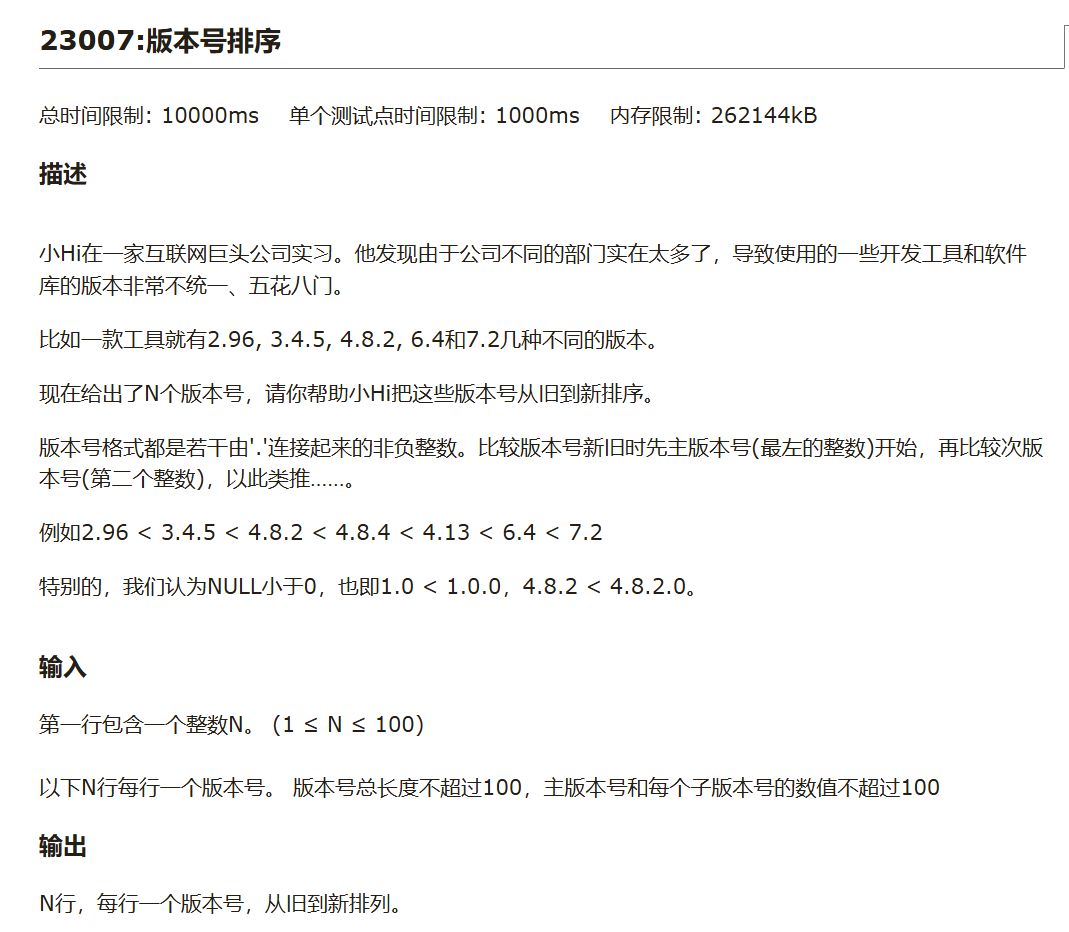 23007:版本号排序
总时间限制: 10000ms 单个测试点时间限制: 1000ms 内存限制: 262144kB
描述
小Hi在一家互联网巨头公司实习。他发现由于公司不同的部门实在太多了，导致使用的一些开发工具和软件
库的版本非常不统一、五花八门。
比如一款工具就有2.96, 3.4.5, 4.8.2, 6.4和7.2几种不同的版本。
现在给出了N个版本号，请你帮助小Hi把这些版本号从旧到新排序。
版本号格式都是若干由'.'连接起来的非负整数。比较版本号新旧时先主版本号(最左的整数)开始，再比较次版
本号(第二个整数)，以此类推……。
例如2.96 < 3.4.5 < 4.8.2 < 4.8.4 < 4.13 < 6.4 < 7.2
特别的，我们认为NULL小于0，也即1.0 < 1.0.0，4.8.2 < 4.8.2.0。
输入
第一行包含一个整数N。 (1 ≤ N ≤ 100)
以下N行每行一个版本号。 版本号总长度不超过100，主版本号和每个子版本号的数值不超过100
输出
N行，每行一个版本号，从旧到新排列。